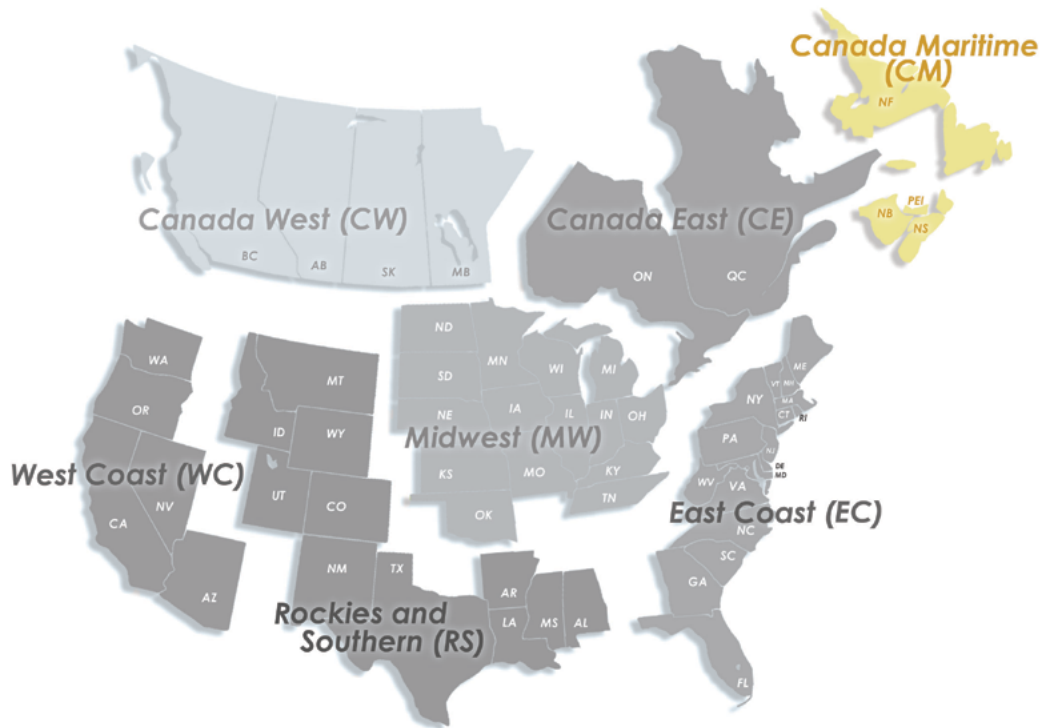 Canada Maritime
(CM)
NF
PEI
NB
NS
Canada West (CW)
BC
AB
SK
MB
Canada East (CE)
ON
QC
WA
OR
CA
NV
AZ
West Coast (WC)
MT
ID
WY
UT
CO
NM
TX
AR
LA
MS
AL
Rockies and
Southern (RS)
ND
MN
SD
WI
MI
NE
IA
IL
IN
OH
Midwest (MW)
KS
MO
KY
TN
OK
ME
VT
NH
NY
MA
CT
RI
PA
NJ
DE
MD
WV
VA
East Coast (EC)
NC
SC
GA
FL